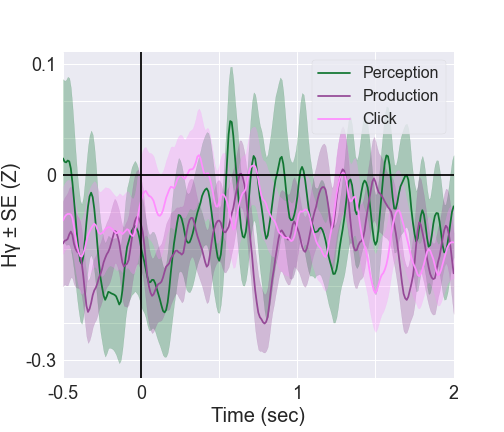 Perception
Production
Click
0.1
0
-0.3
Hγ ± SE (Z)
-0.5
0
1
2
Time (sec)